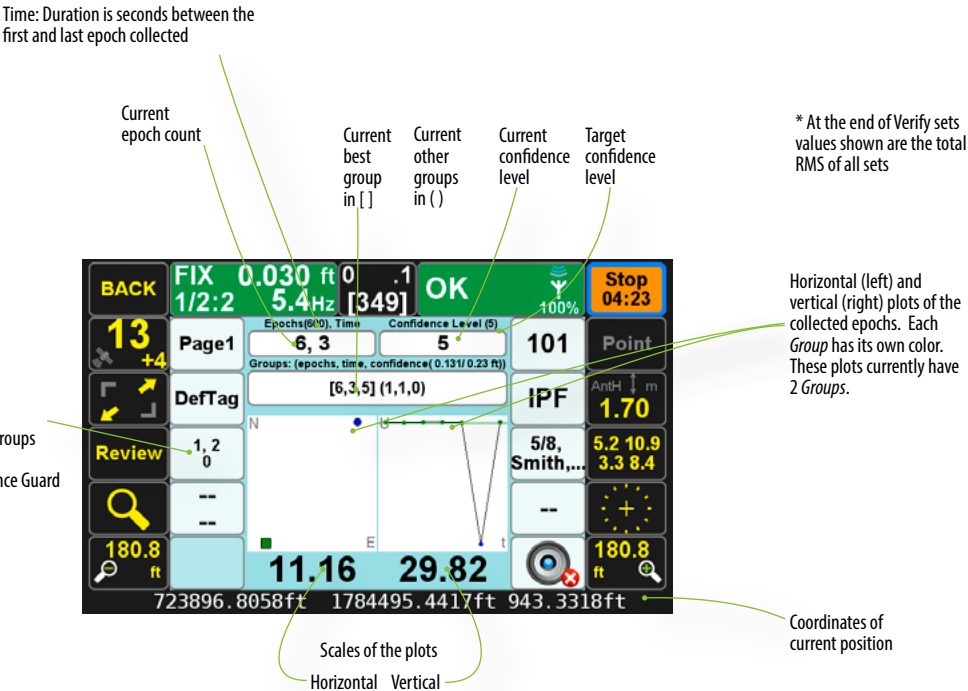 Time: Duration is seconds between the
first and last epoch collected
Current
epoch count
Current
best
group
in [ ]
Current
other
groups
in ( )
Current
confidence
level
Target
confidence
level
* At the end of Verify sets
values shown are the total
RMS of all sets
BACK
FIX 0.030 ft
1/2:2 5.4Hz
0 .1
[349]
OK
100%
Stop
04:23
13
+4
Page1
Epochs(600), Time
6, 3
Confidence Level (5)
5
101
Point
Groups: (epochs, time, confidence( 0.131/ 0.23 ft))
[6,3,5] (1,1,0)
DefTag
IPF
AntH m
1.70
Review
1, 2
0
N
U
5/8,
Smith,...
5.2 10.9
3.3 8.4
--
--
--
E
t
180.8
ft
11.16
29.82
180.8
ft
723896.8058ft 1784495.4417ft 943.3318ft
Horizontal (left) and
vertical (right) plots of the
collected epochs. Each
Group has its own color.
These plots currently have
2 Groups.
roups
nce Guard
Scales of the plots
Horizontal Vertical
Coordinates of
current position